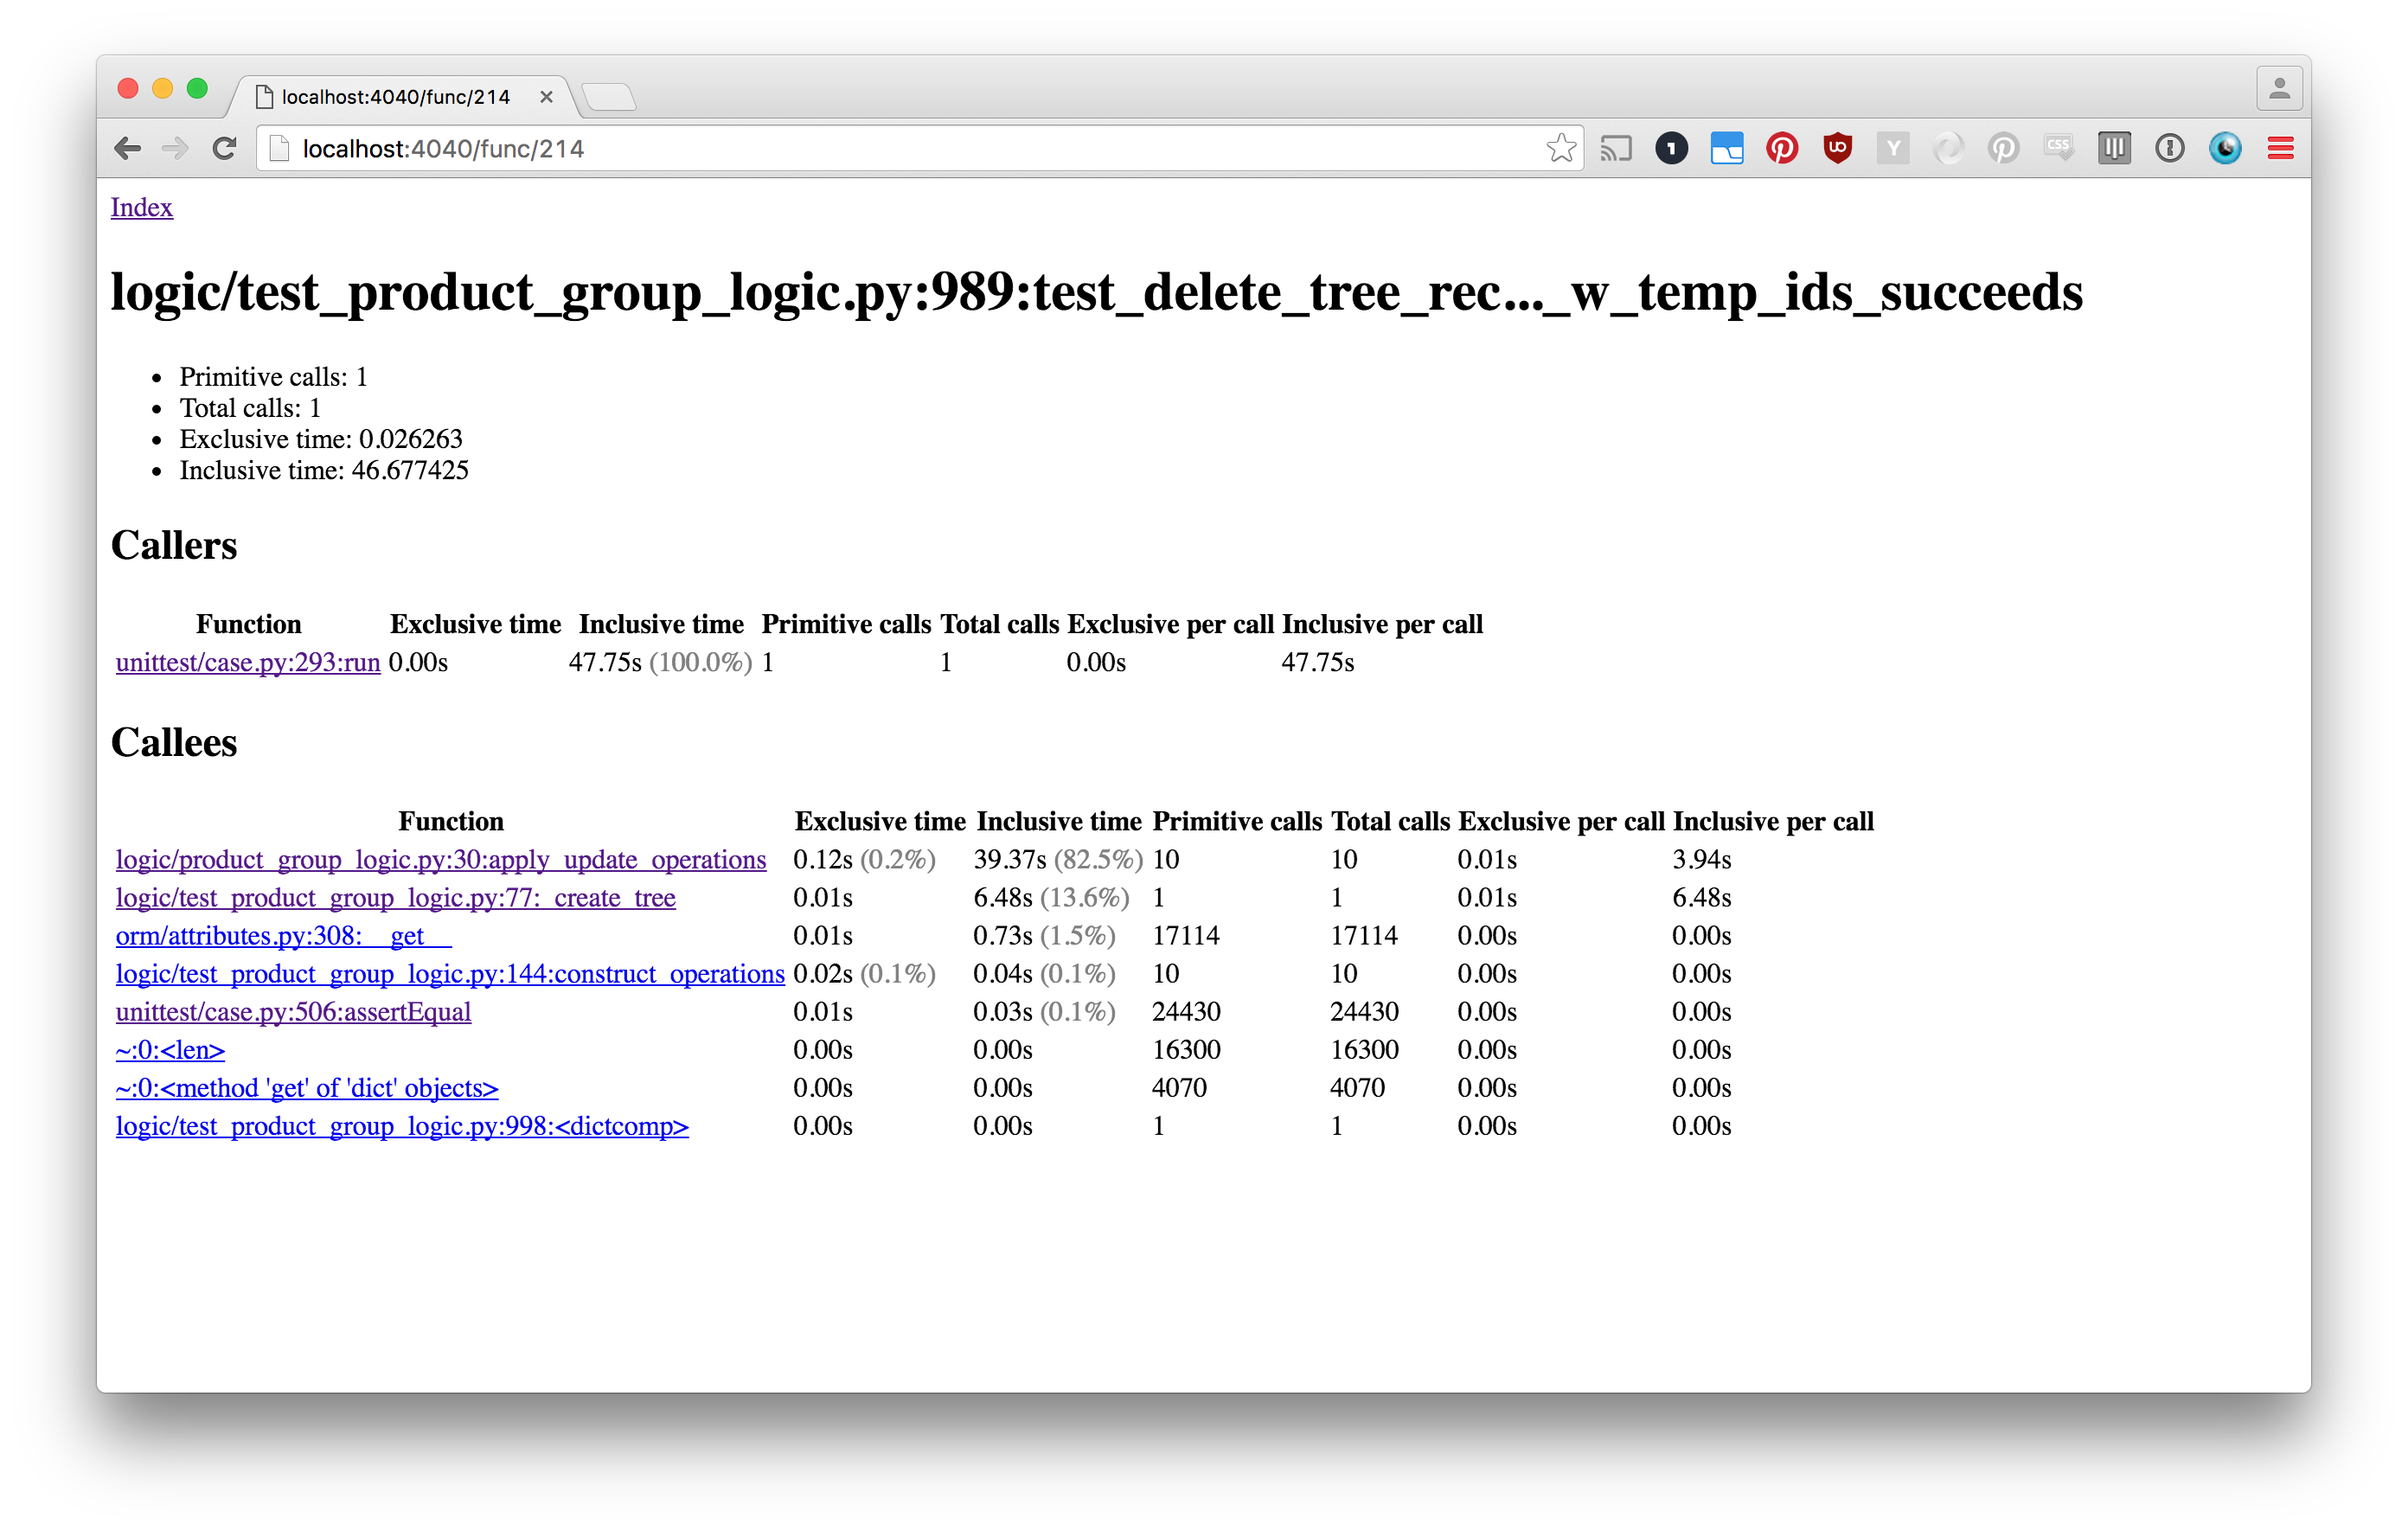 localhost:4040/func/214
localhost:4040/func/214
Index
logic/test_product_group_logic.py:989:test_delete_tree_rec..._w_temp_ids_succeeds
• Primitive calls: 1
• Total calls: 1
• Exclusive time: 0.026263
• Inclusive time: 46.677425
Callers
Function Exclusive time Inclusive time Primitive calls Total calls Exclusive per call Inclusive per call
unittest/case.py:293:run 0.00s 47.75s (100.0%) 1 1 0.00s 47.75s
Callees
Function Exclusive time Inclusive time Primitive calls Total calls Exclusive per call Inclusive per call
logic/product_group_logic.py:30:apply_update_operations 0.12s (0.2%) 39.37s (82.5%) 10 10 0.01s 3.94s
logic/test_product_group_logic.py:77:_create_tree 0.01s 6.48s (13.6%) 1 1 0.01s 6.48s
orm/attributes.py:308:__get__ 0.01s 0.73s (1.5%) 17114 17114 0.00s 0.00s
logic/test_product_group_logic.py:144:construct_operations 0.02s (0.1%) 0.04s (0.1%) 10 10 0.00s 0.00s
unittest/case.py:506:assertEqual 0.01s 0.03s (0.1%) 24430 24430 0.00s 0.00s
~:0:<len> 0.00s 0.00s 16300 16300 0.00s 0.00s
~:0:<method 'get' of 'dict' objects> 0.00s 0.00s 4070 4070 0.00s 0.00s
logic/test_product_group_logic.py:998:<dictcomp> 0.00s 0.00s 1 1 0.00s 0.00s